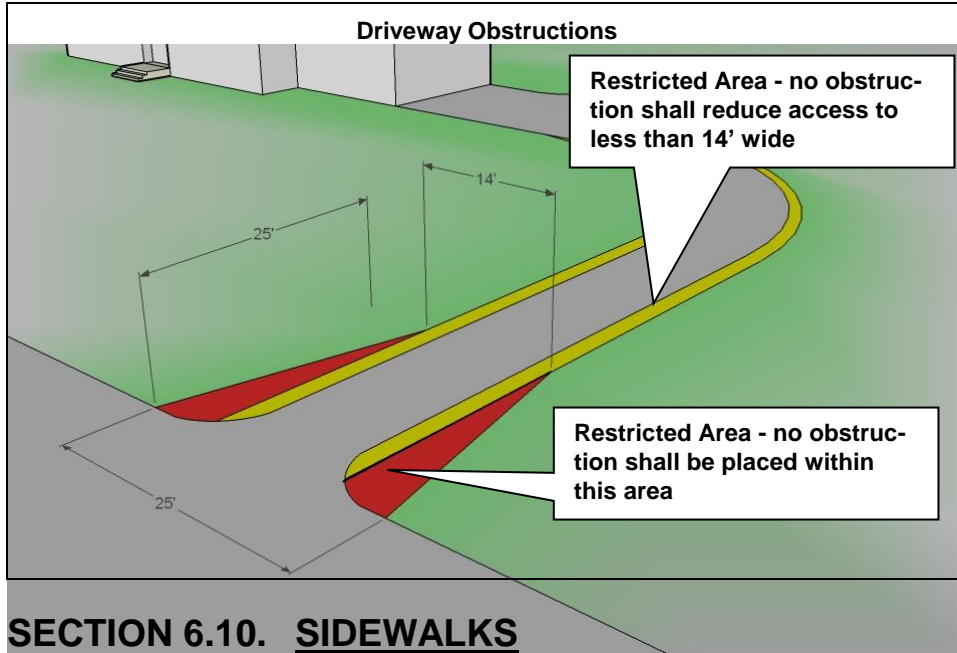 Driveway Obstructions
Restricted Area - no obstruc-
tion shall reduce access to
less than 14’ wide
14'
25'
Restricted Area - no obstruc-
tion shall be placed within
this area
25'
SECTION 6.10. SIDEWALKS